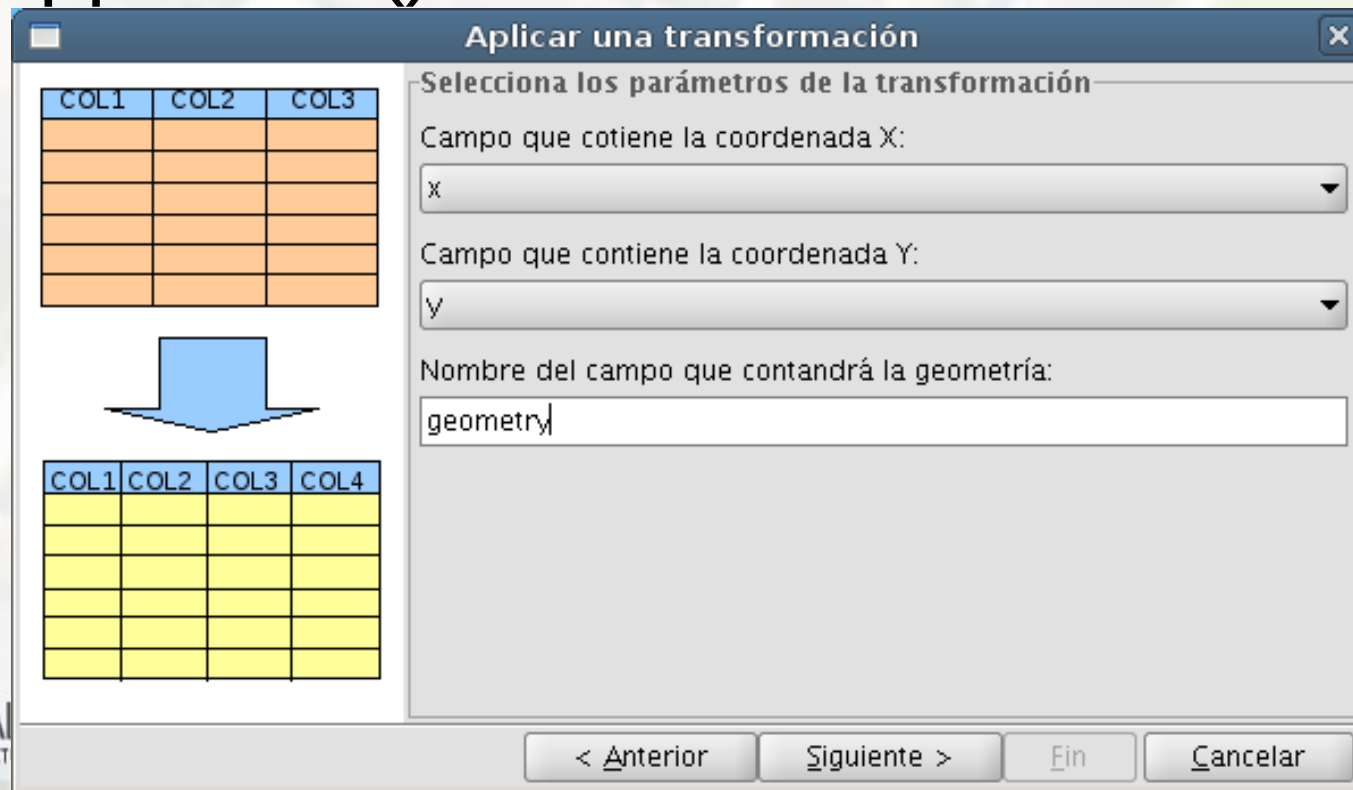 Aplicar una transformación
COL1 COL2 COL3
COL1 COL2 COL3 COL4
Selecciona los parámetros de la transformación
Campo que cotiene la coordenada X:
x
Campo que contiene la coordenada Y:
y
Nombre del campo que contandrá la geometría:
geometry
< Anterior Siguiente > Fin Cancelar